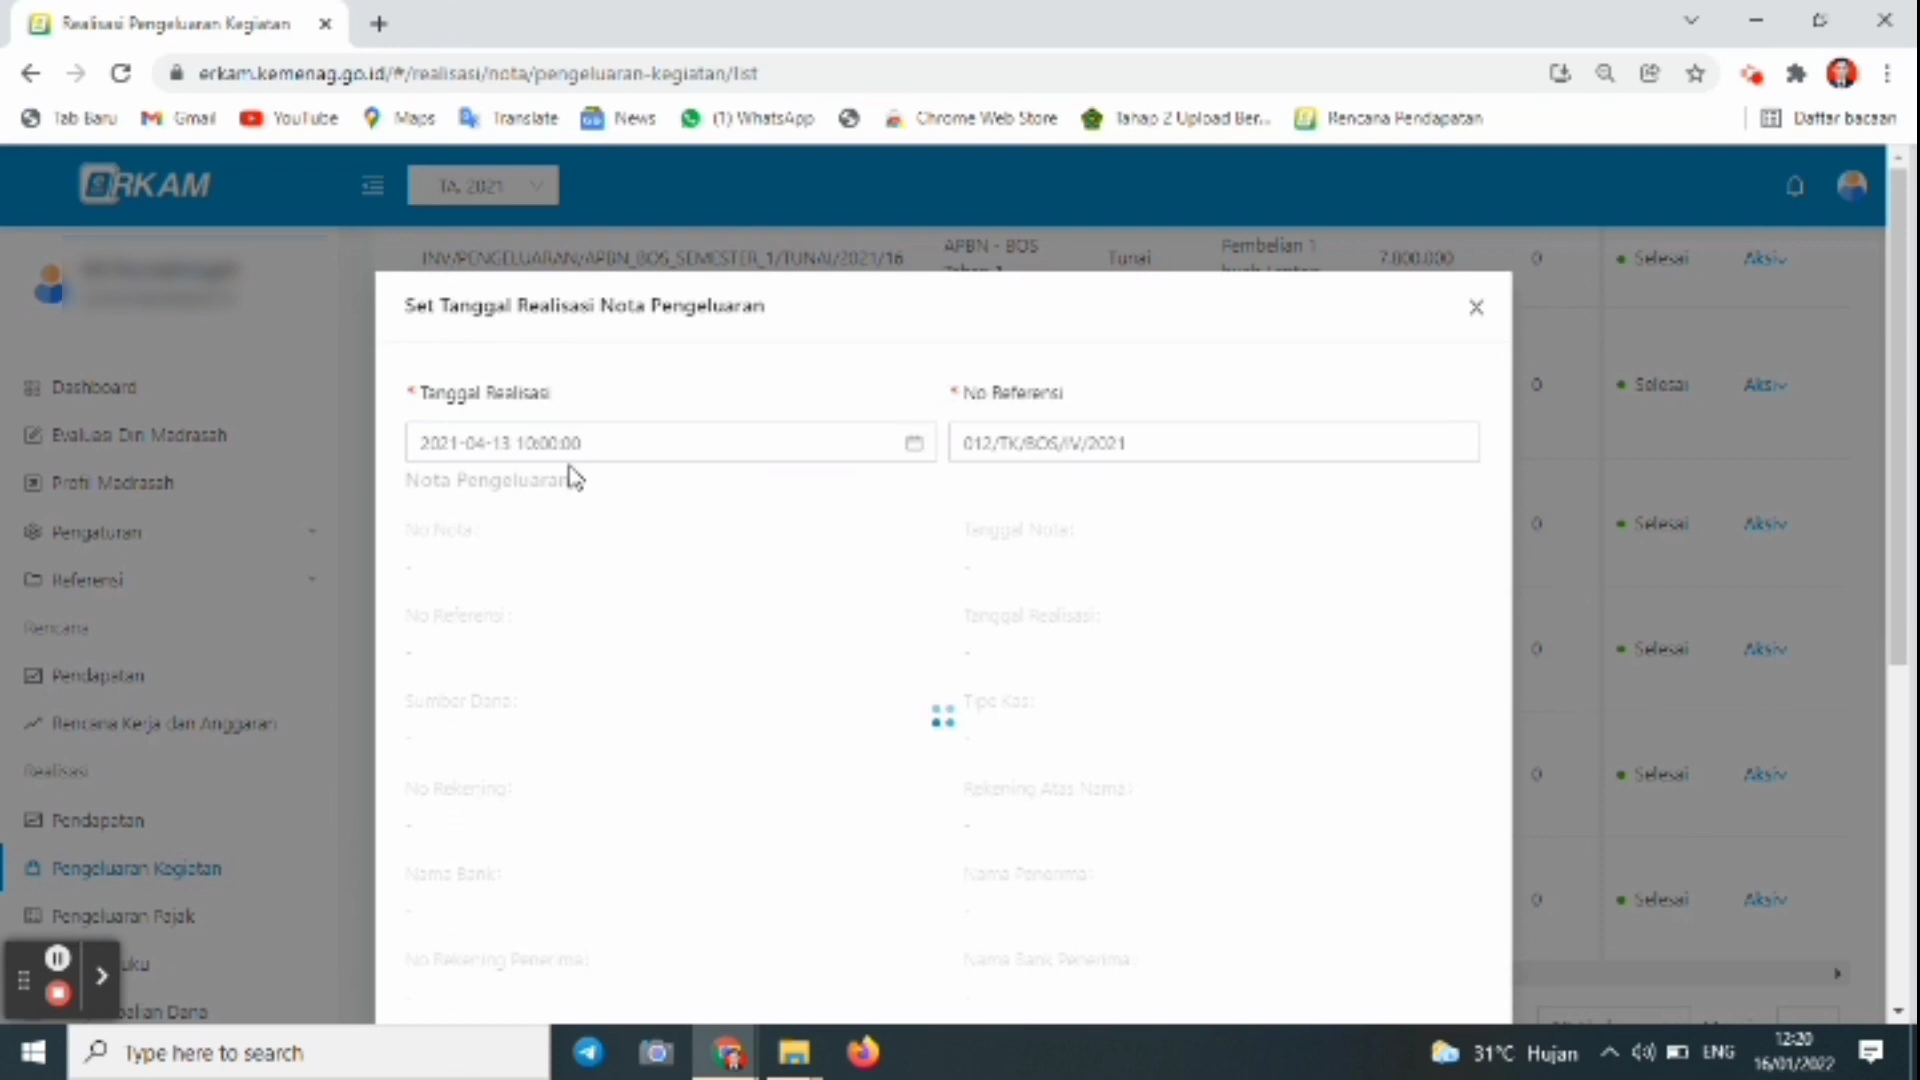 Realisasi Pengeluaran Kegiatan
erkam.kemenag.go.id/#/realisasi/nota/pengeluaran-kegiatan/list
Tab Baru Gmail YouTube Maps Translate News (1) WhatsApp Chrome Web Store Tahap 2 Upload Ber... Rencana Pendapatan Daftar bacaan
ERKAM TA. 2021
INV/PENGELUARAN/APBN_BOS_SEMESTER_1/TUNAI/2021/16 APBN - BOS Tunai Pembelian 1 7.000.000 0 Selesai Aksi
Set Tanggal Realisasi Nota Pengeluaran
* Tanggal Realisasi * No Referensi
2021-04-13 10:00:00 012/TK/BOS/IV/2021
Nota Pengeluaran
No Nota: Tanggal Nota:
- -
No Referensi : Tanggal Realisasi:
- -
Sumber Dana: Tipe Kas:
- -
No Rekening: Rekening Atas Nama:
- -
Nama Bank: Nama Penerima:
- -
No Rekening Penerima: Nama Bank Penerima:
0 Selesai Aksi
0 Selesai Aksi
0 Selesai Aksi
0 Selesai Aksi
0 Selesai Aksi
Dashboard
Evaluasi Diri Madrasah
Profil Madrasah
Pengaturan
Referensi
Rencana
Pendapatan
Rencana Kerja dan Anggaran
Realisasi
Pendapatan
Pengeluaran Kegiatan
Pengeluaran Pajak
uku
balian Dana
Type here to search
31°C Hujan ENG 12:20
16/01/2022